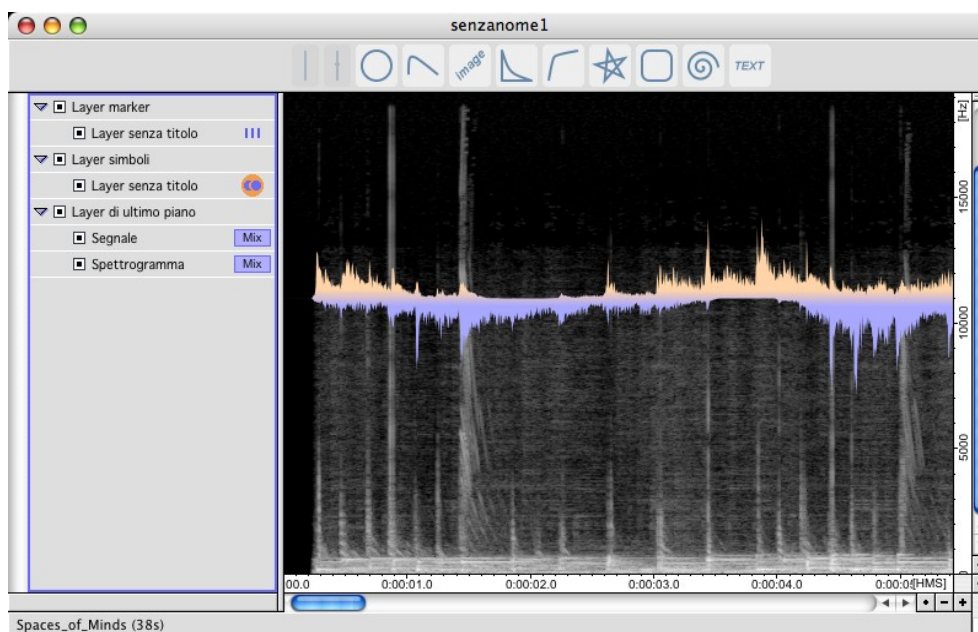 senzanome1
image
TEXT
Layer marker
Layer senza titolo
Layer simboli
Layer senza titolo
Layer di ultimo piano
Segnale Mix
Spettrogramma Mix
[Hz]
15000
10000
5000
0
00.0 0:00:01.0 0:00:02.0 0:00:03.0 0:00:04.0 [HMS]
Spaces_of_Minds (38s)